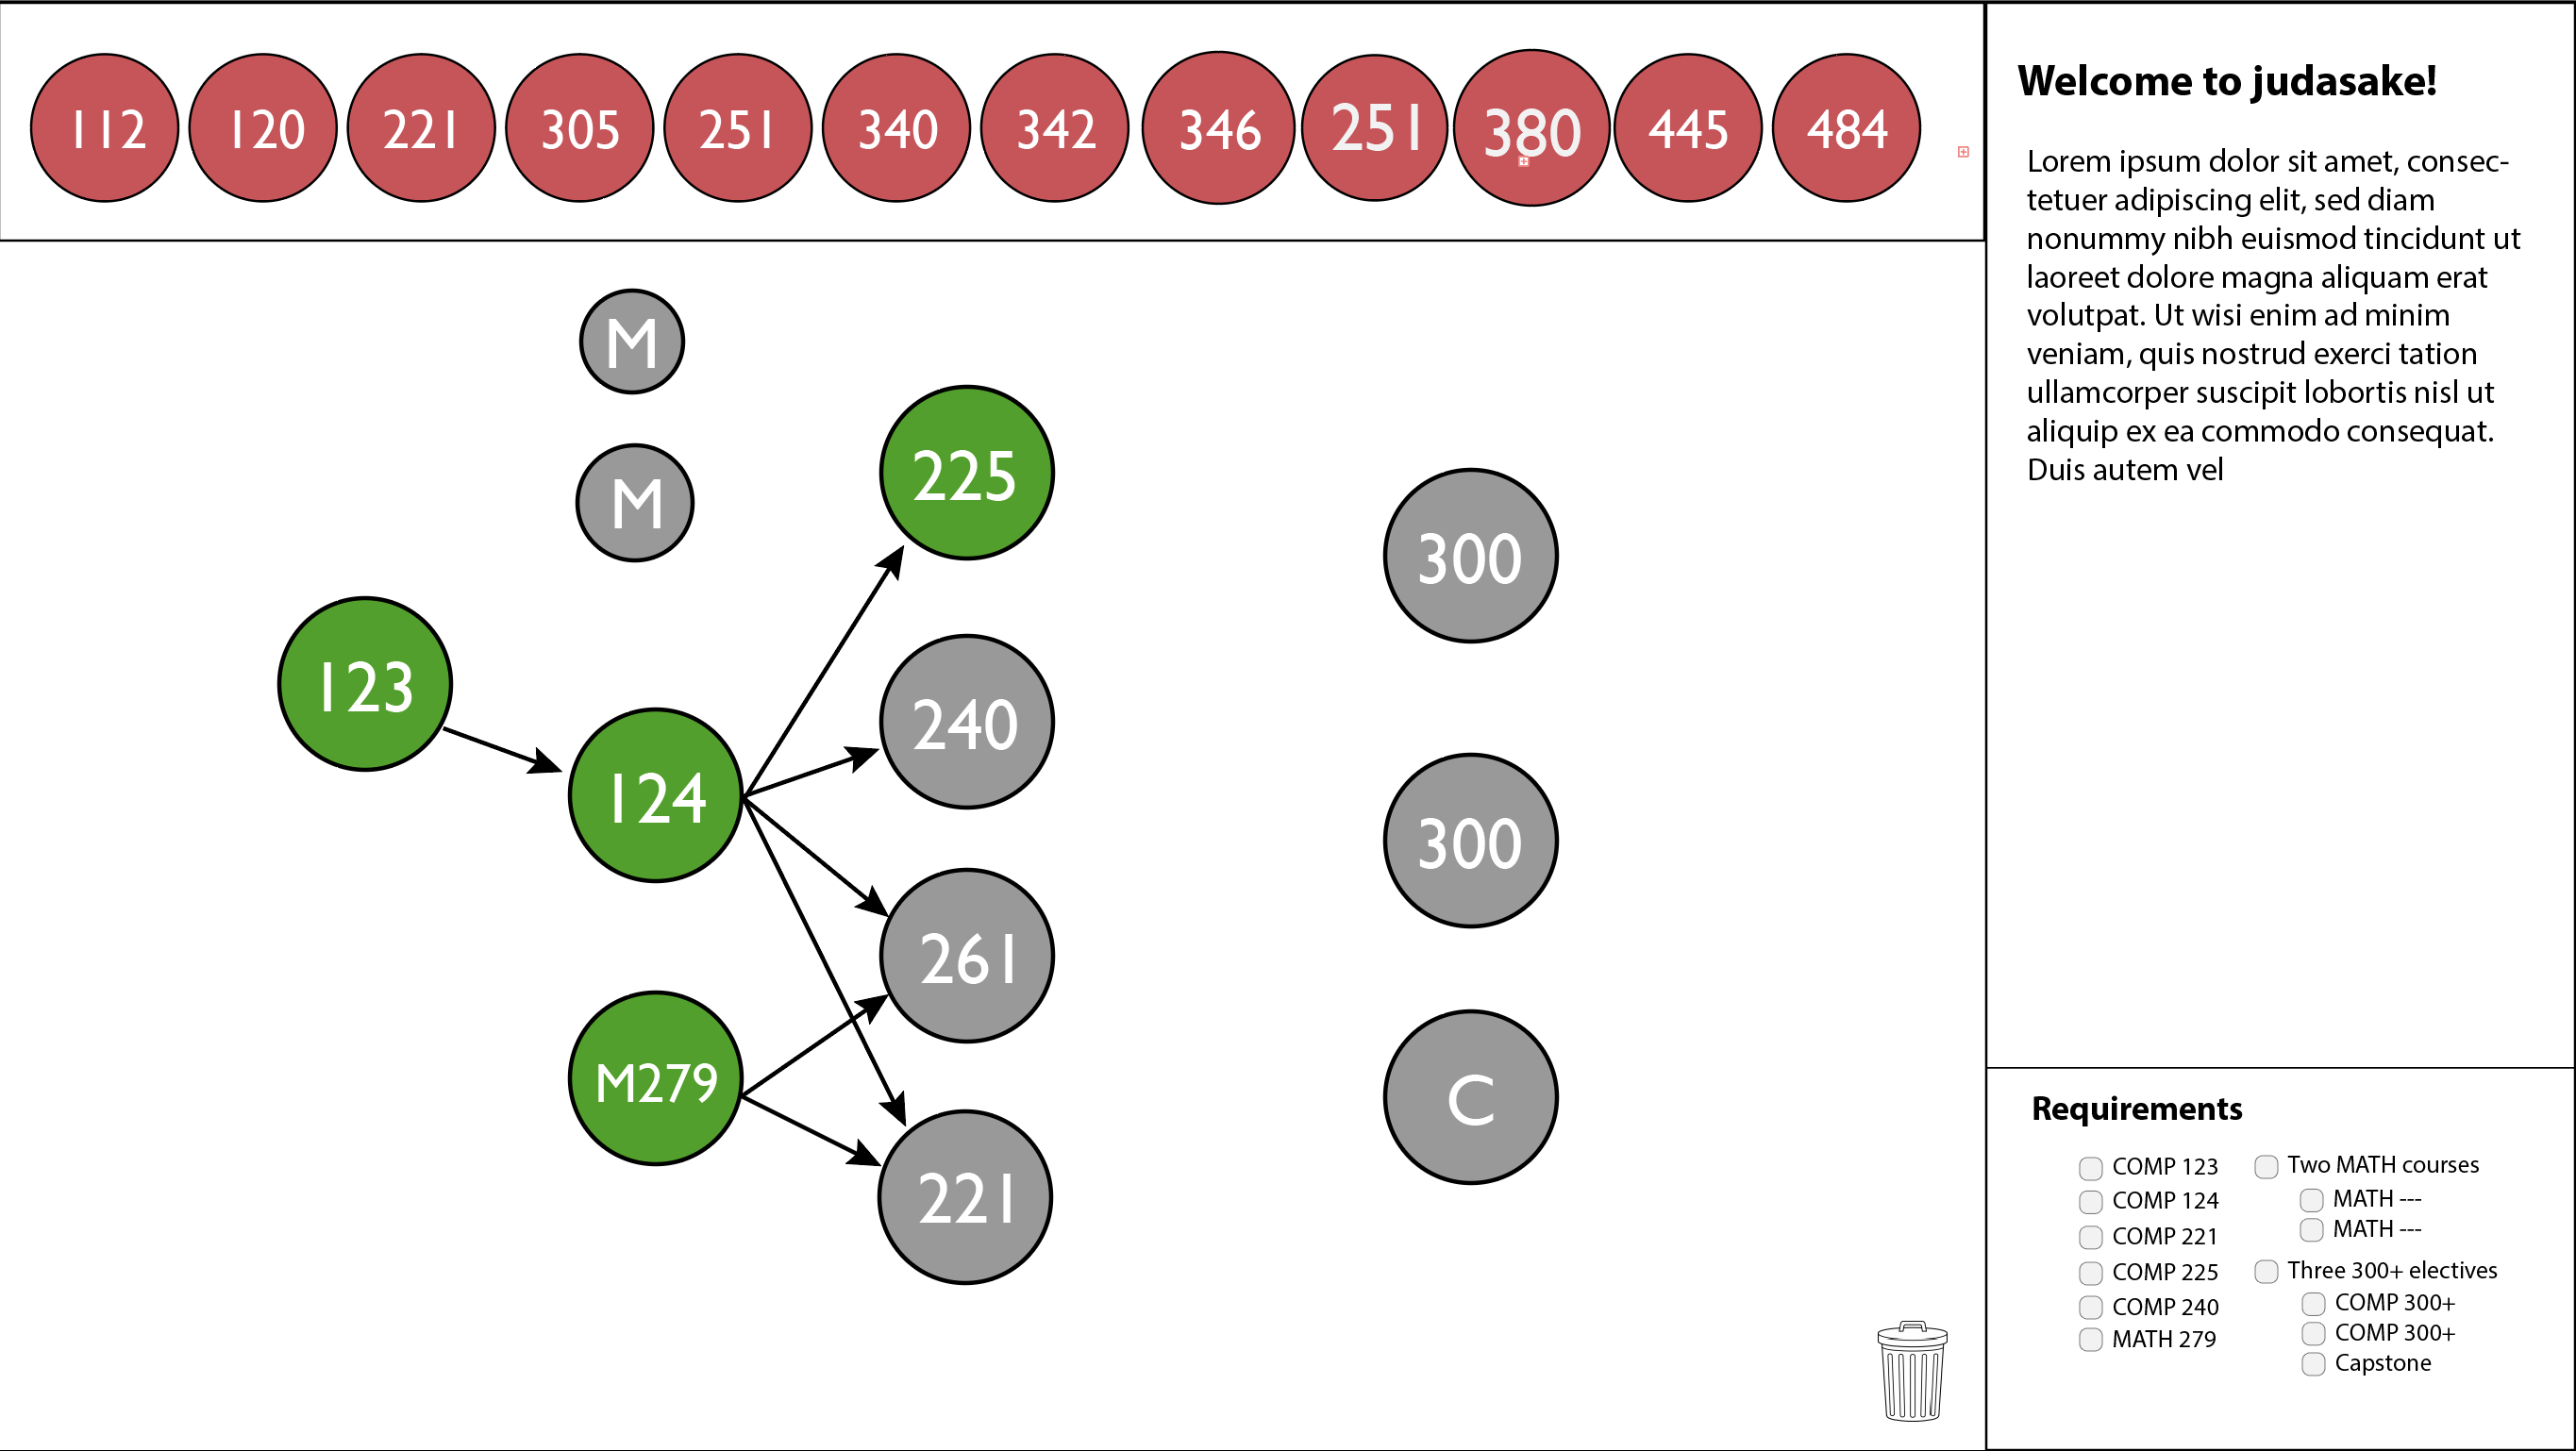 112 120 221 305 251 340 342 346 251 380 445 484
M
M
225
123
240
124
261
M279
221
300
300
C
Welcome to judasake!
Lorem ipsum dolor sit amet, consec-
tetuer adipiscing elit, sed diam
nonummy nibh euismod tincidunt ut
laoreet dolore magna aliquam erat
volutpat. Ut wisi enim ad minim
veniam, quis nostrud exerci tation
ullamcorper suscipit lobortis nisl ut
aliquip ex ea commodo consequat.
Duis autem vel
Requirements
COMP 123
COMP 124
COMP 221
COMP 225
COMP 240
MATH 279
Two MATH courses
MATH ---
MATH ---
Three 300+ electives
COMP 300+
COMP 300+
Capstone